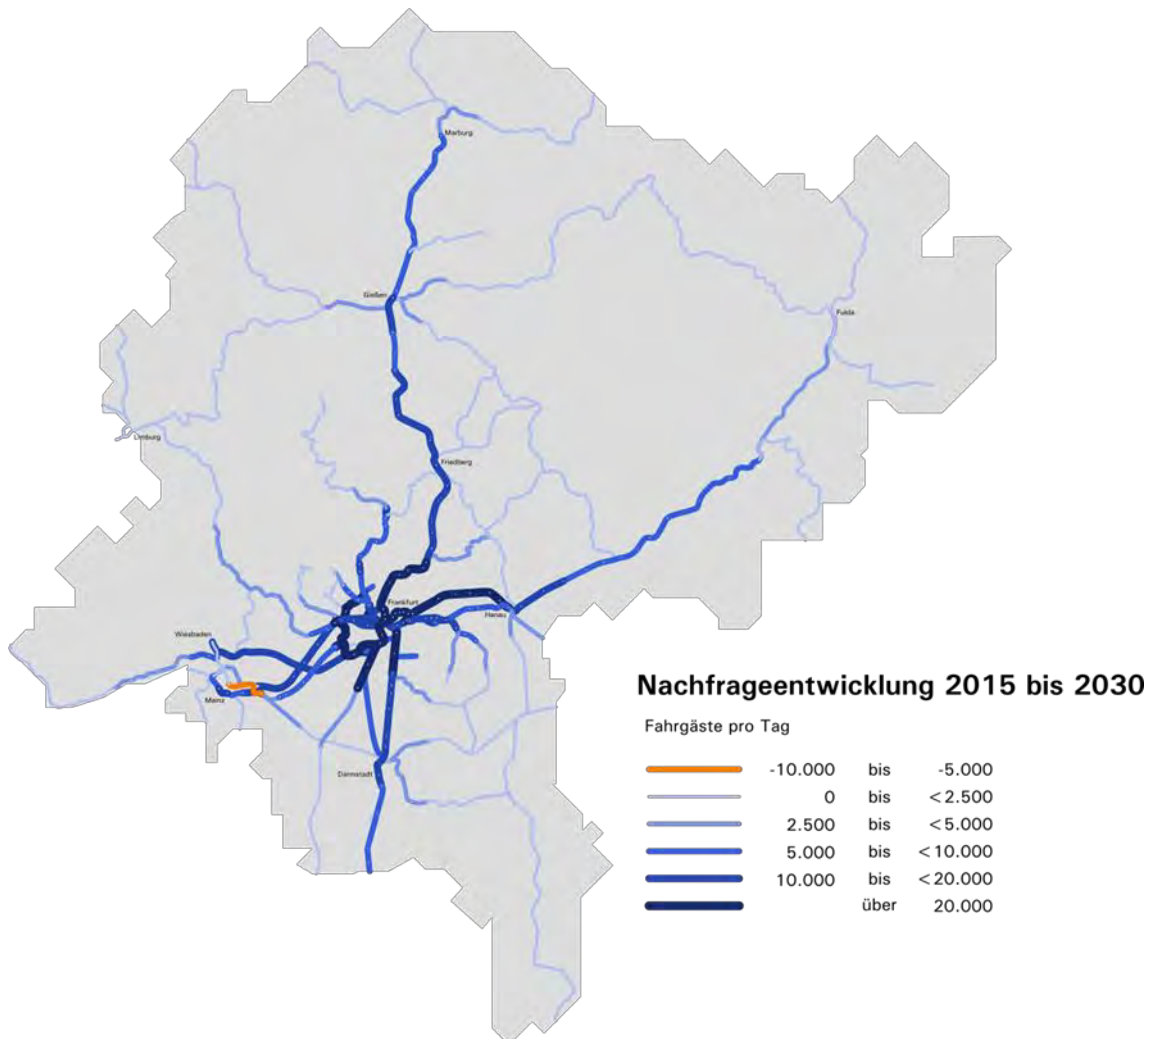 Marburg
Gießen
Fulda
Limburg
Friedberg
Frankfurt
Hanau
Wiesbaden
Mainz
Darmstadt
Nachfrageentwicklung 2015 bis 2030
Fahrgäste pro Tag
-10.000 bis -5.000
0 bis <2.500
2.500 bis <5.000
5.000 bis <10.000
10.000 bis <20.000
über 20.000